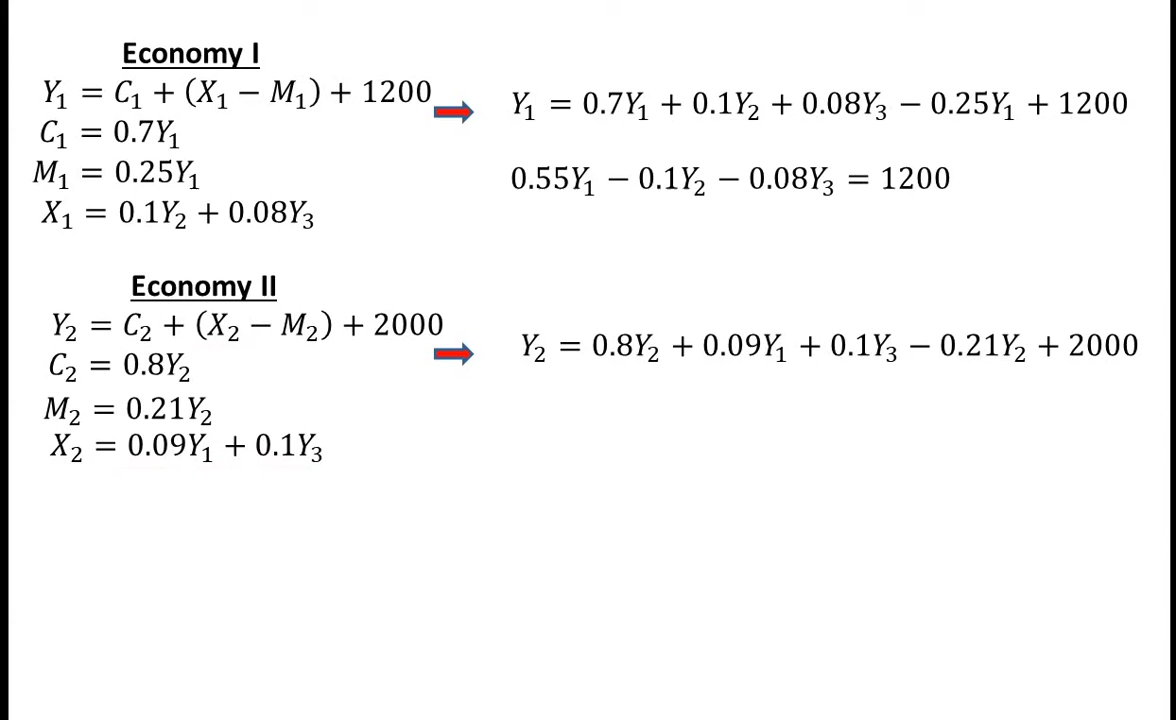 Economy I
Y₁ = C₁ + (X₁ − M₁) + 1200
C₁ = 0.7Y₁
M₁ = 0.25Y₁
X₁ = 0.1Y₂ + 0.08Y₃
Y₁ = 0.7Y₁ + 0.1Y₂ + 0.08Y₃ − 0.25Y₁ + 1200
0.55Y₁ − 0.1Y₂ − 0.08Y₃ = 1200
Economy II
Y₂ = C₂ + (X₂ − M₂) + 2000
C₂ = 0.8Y₂
M₂ = 0.21Y₂
X₂ = 0.09Y₁ + 0.1Y₃
Y₂ = 0.8Y₂ + 0.09Y₁ + 0.1Y₃ − 0.21Y₂ + 2000